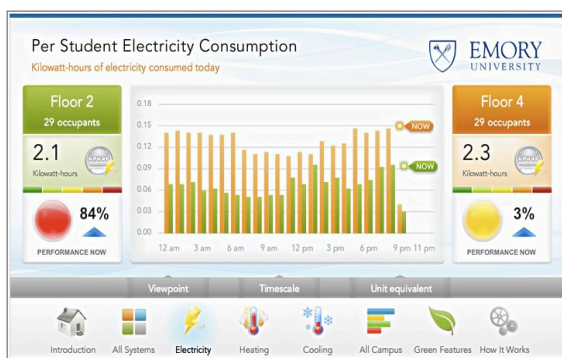 Per Student Electricity Consumption
Kilowatt-hours of electricity consumed today
EMORY
UNIVERSITY
Floor 2
29 occupants
2.1
Kilowatt-hours
84%
PERFORMANCE NOW
0.18
0.15
0.12
0.09
0.06
0.03
0.00
12 am 3 am 6 am 9 am 12 pm 3 pm 6 pm 9 pm 11 pm
NOW
NOW
Floor 4
29 occupants
2.3
Kilowatt-hours
3%
PERFORMANCE NOW
Viewpoint Timescale Unit equivalent
Introduction All Systems Electricity Heating Cooling All Campus Green Features How It Works